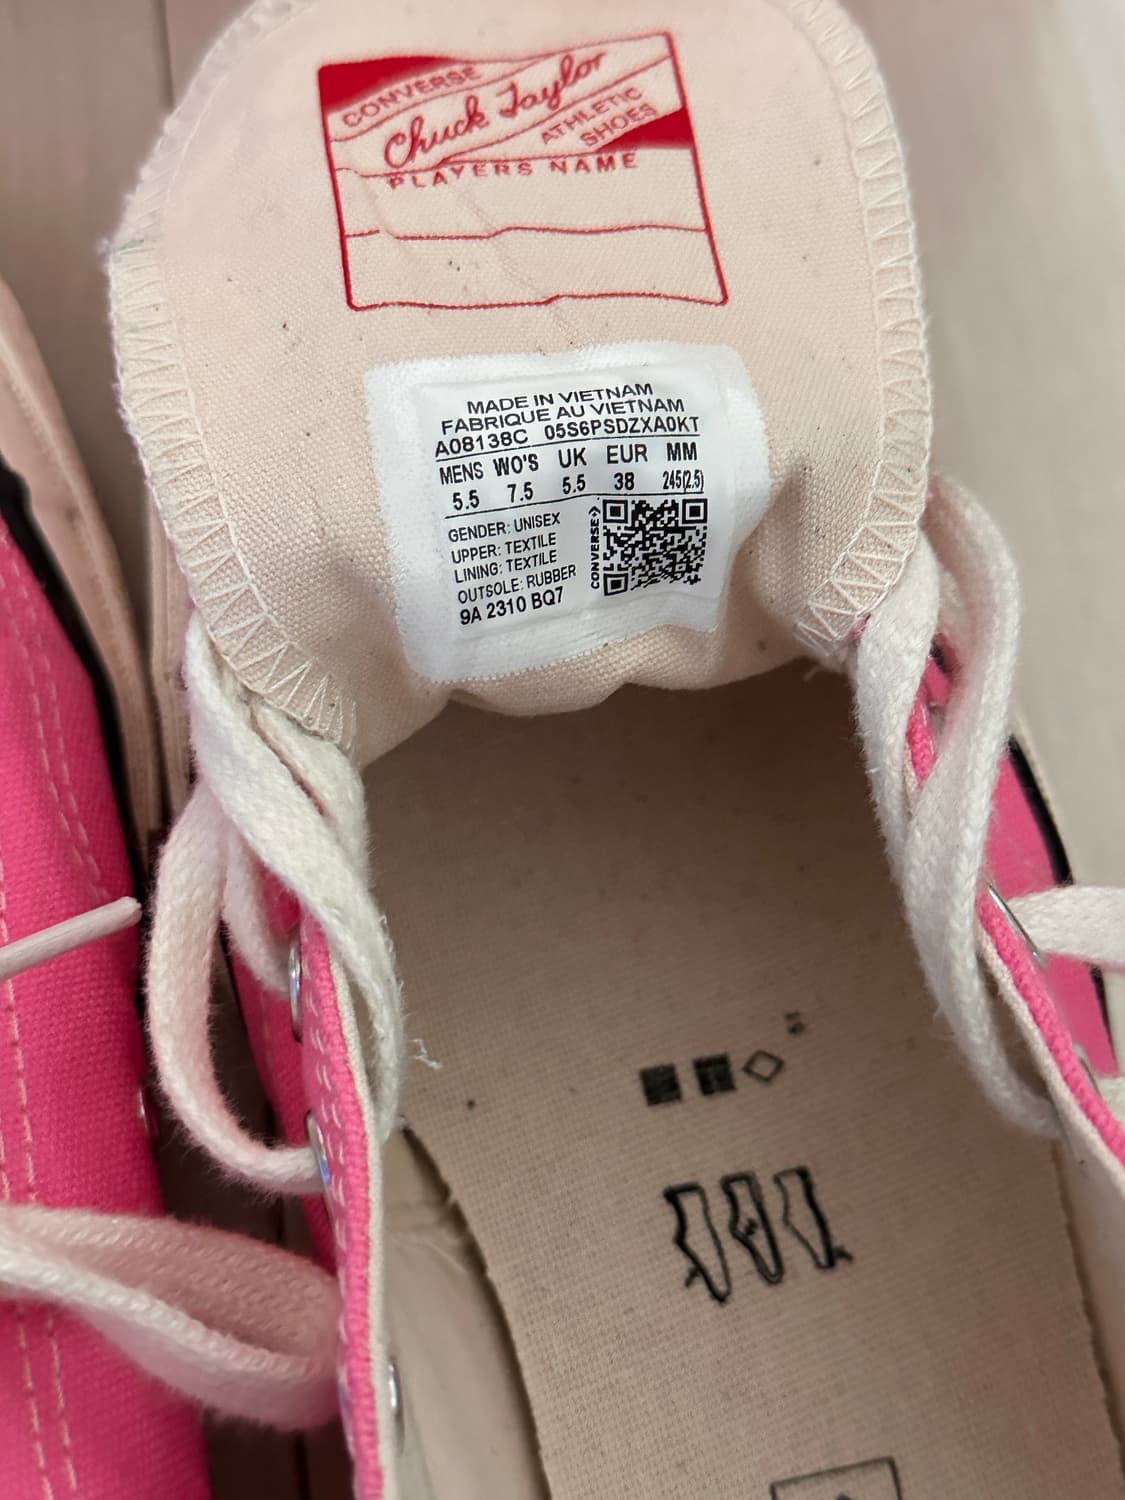 CONVERSE
Chuck Taylor
ATHLETIC
SHOES
PLAYERS NAME
MADE IN VIETNAM
FABRIQUE AU VIETNAM
A08138C 05S6PSDZXA0KT
MENS WO'S UK EUR MM
5.5 7.5 5.5 38 245(2.5)
GENDER: UNISEX
UPPER: TEXTILE
LINING: TEXTILE
OUTSOLE: RUBBER
9A 2310 BQ7
CONVERSE